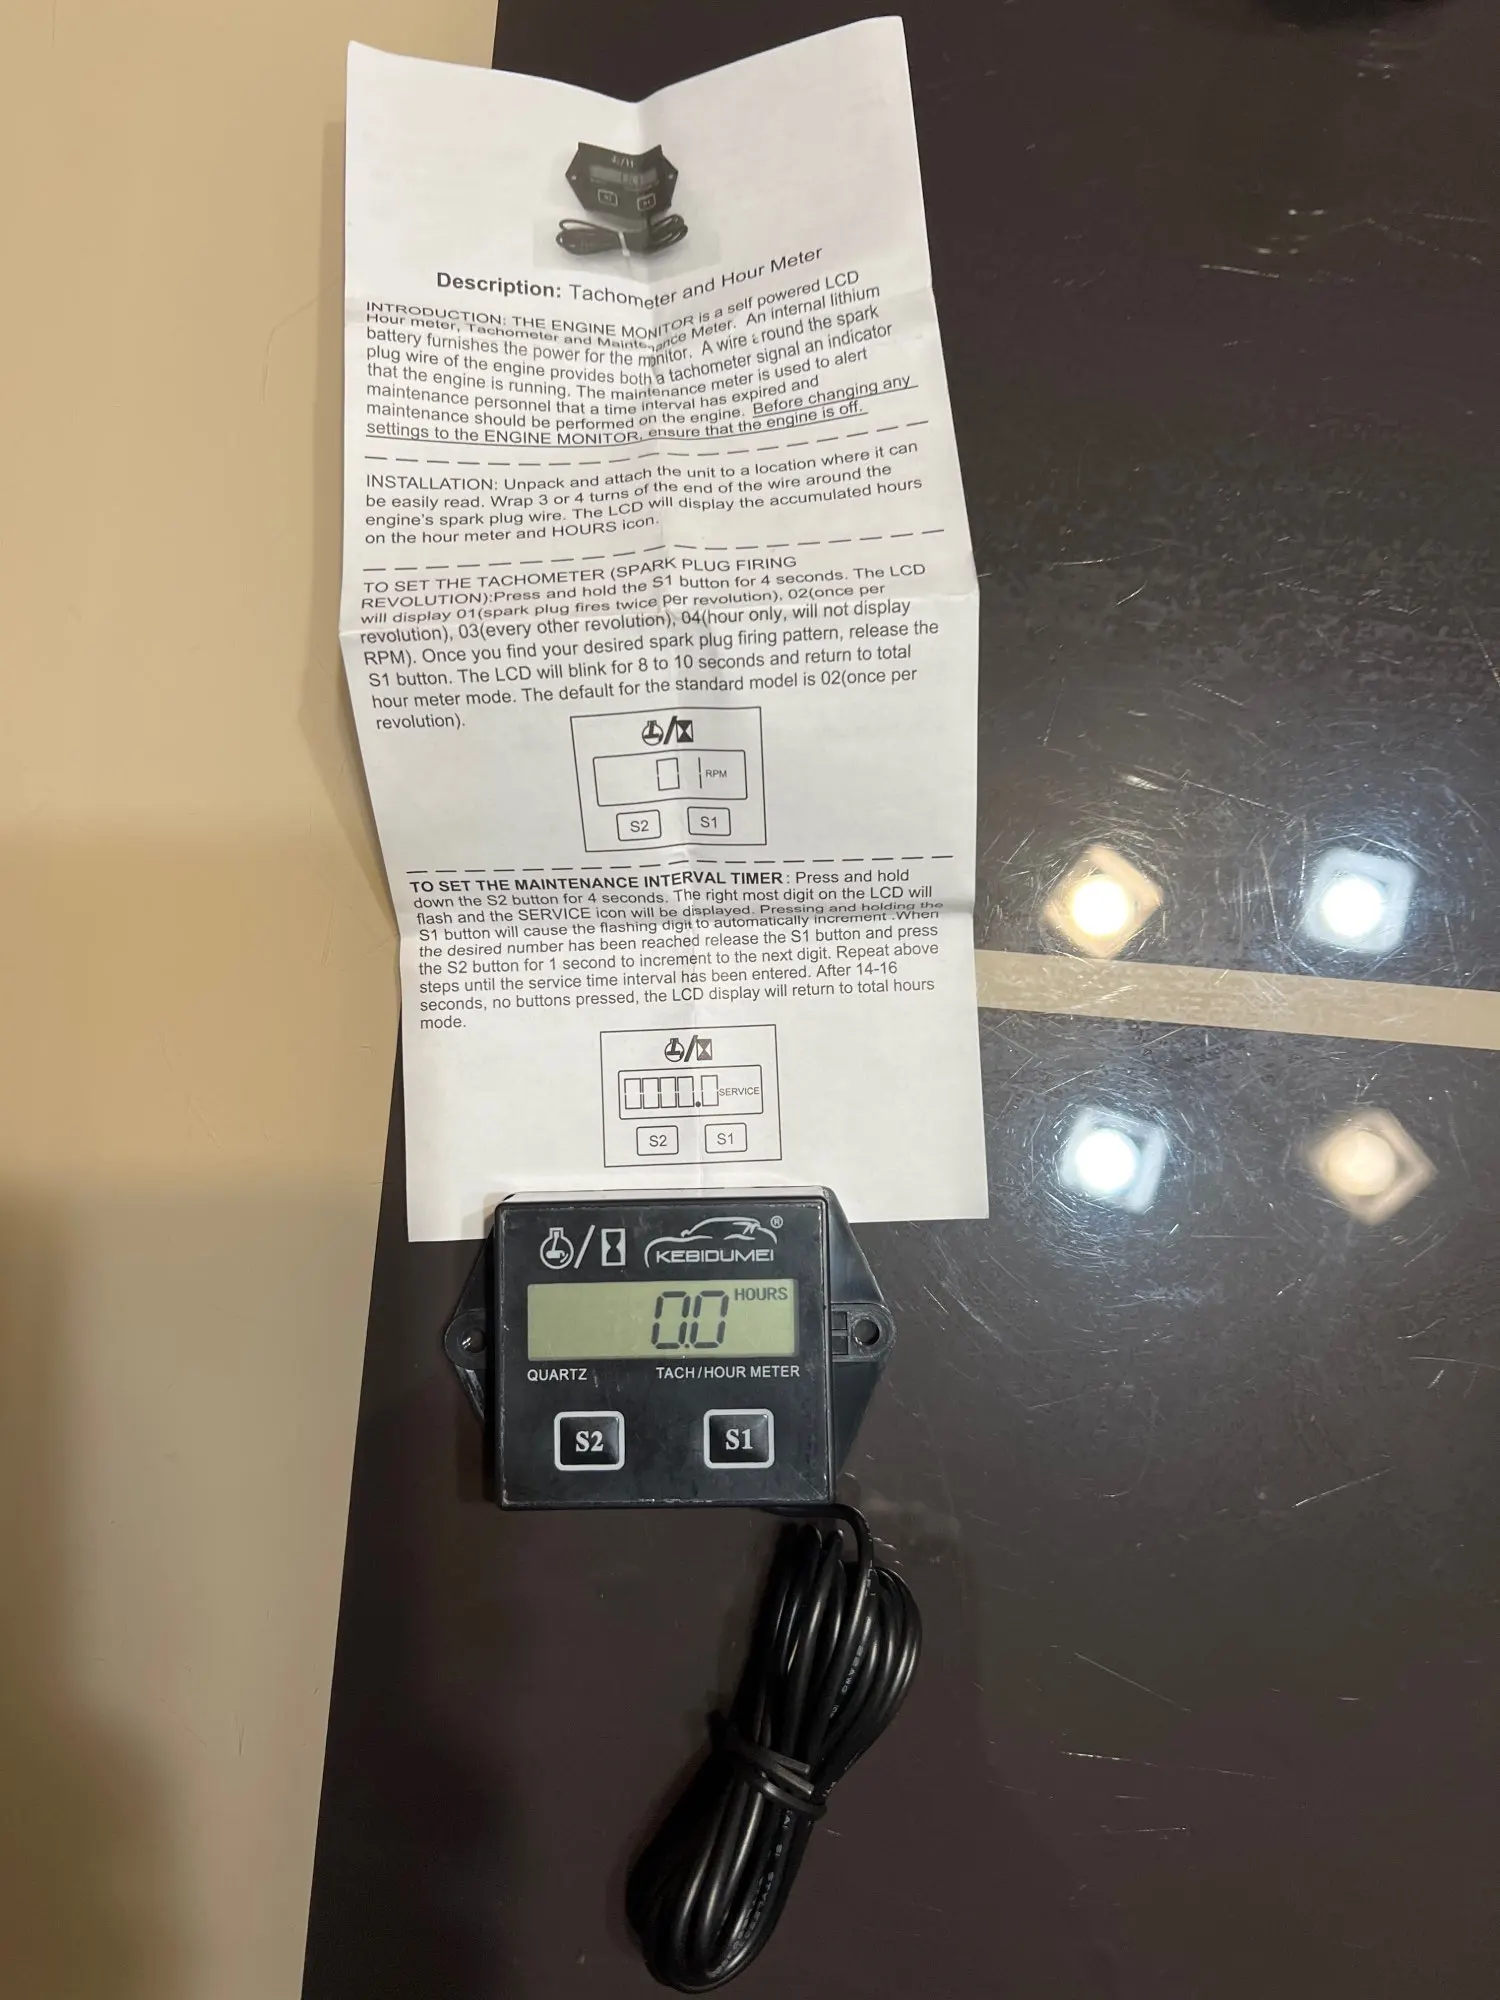 Description: Tachometer and Hour Meter
INTRODUCTION: THE ENGINE MONITOR is a self powered LCD
Hour meter, Tachometer and Maintenance Meter. An internal lithium
battery furnishes the power for the monitor. A wire around the spark
plug wire of the engine provides both a tachometer signal an indicator
that the engine is running. The maintenance meter is used to alert
maintenance personnel that a time interval has expired and
maintenance should be performed on the engine. Before changing any
settings to the ENGINE MONITOR, ensure that the engine is off.
INSTALLATION: Unpack and attach the unit to a location where it can
be easily read. Wrap 3 or 4 turns of the end of the wire around the
engine's spark plug wire. The LCD will display the accumulated hours
on the hour meter and HOURS icon.
TO SET THE TACHOMETER (SPARK PLUG FIRING
REVOLUTION):Press and hold the S1 button for 4 seconds. The LCD
will display 01(spark plug fires twice per revolution), 02(once per
revolution), 03(every other revolution), 04(hour only, will not display
RPM). Once you find your desired spark plug firing pattern, release the
S1 button. The LCD will blink for 8 to 10 seconds and return to total
hour meter mode. The default for the standard model is 02(once per
revolution).
01 RPM
S2 S1
TO SET THE MAINTENANCE INTERVAL TIMER: Press and hold
down the S2 button for 4 seconds. The right most digit on the LCD will
flash and the SERVICE icon will be displayed. Pressing and holding the
S1 button will cause the flashing digit to automatically increment .When
the desired number has been reached release the S1 button and press
the S2 button for 1 second to increment to the next digit. Repeat above
steps until the service time interval has been entered. After 14-16
seconds, no buttons pressed, the LCD display will return to total hours
mode.
0000.0 SERVICE
S2 S1
KEBIDUMEI ®
0.0 HOURS
QUARTZ TACH/HOUR METER
S2 S1